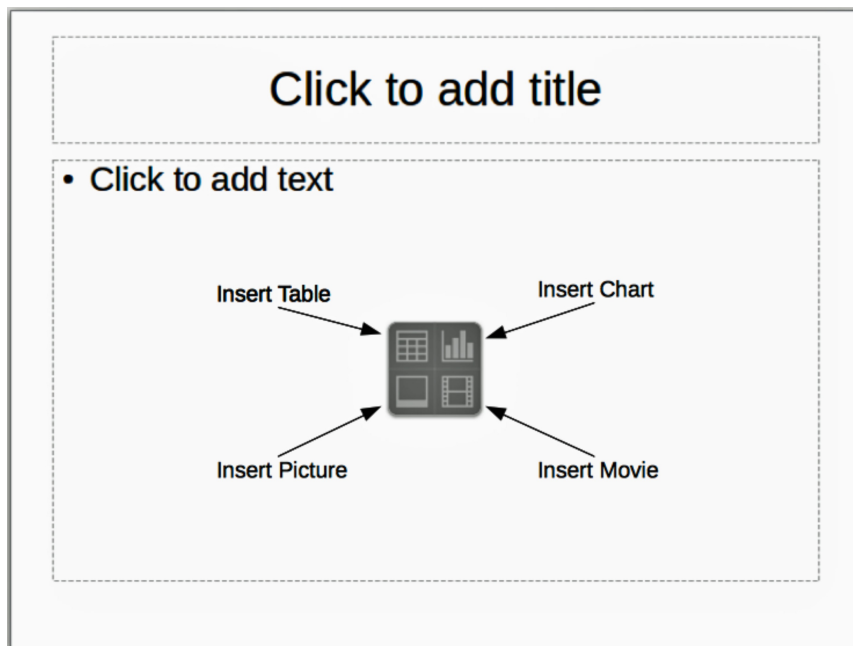 Click to add title
• Click to add text
Insert Table
Insert Chart
Insert Picture
Insert Movie